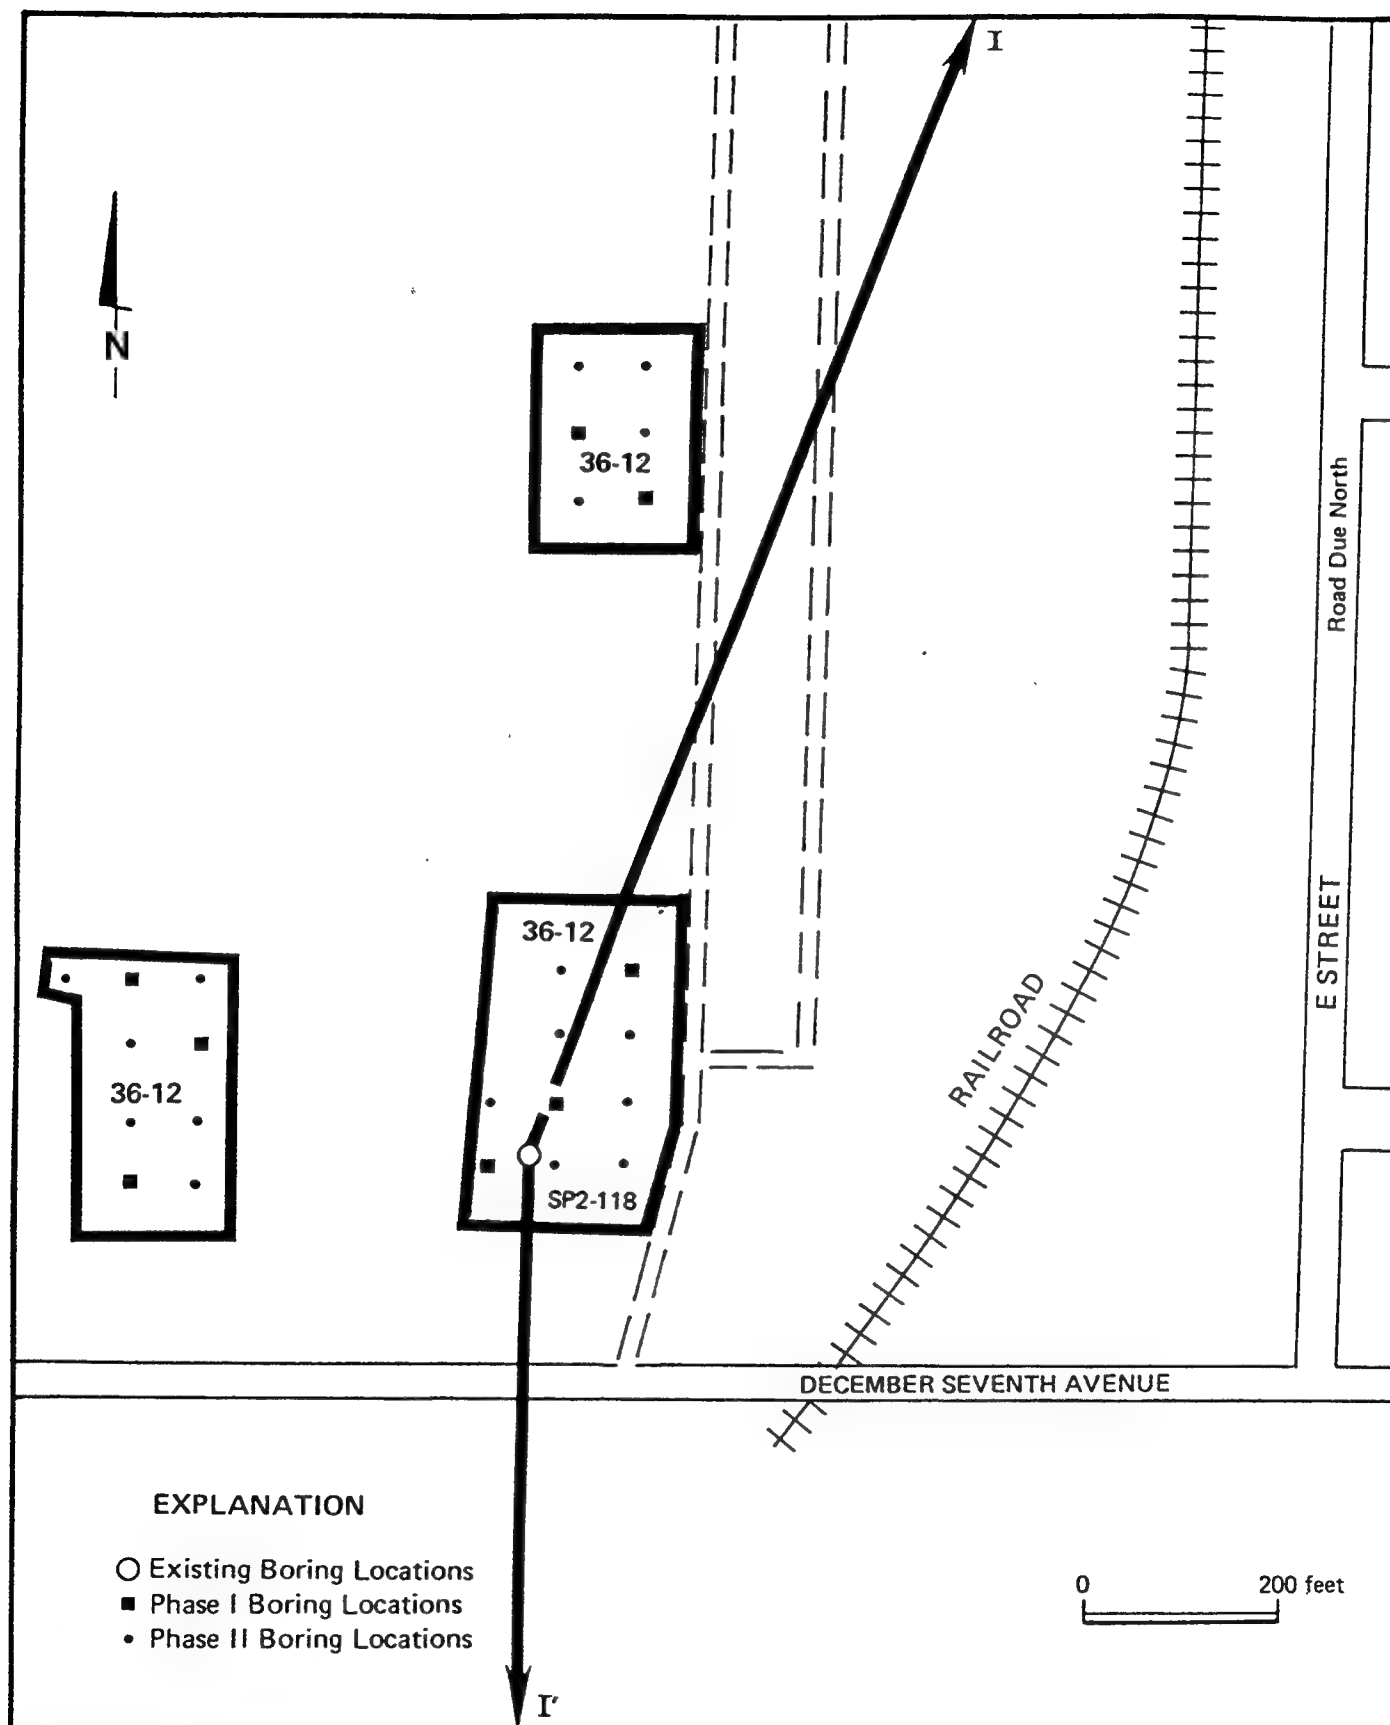 I
N
36-12
Road Due North
36-12
E STREET
RAILROAD
36-12
SP2-118
DECEMBER SEVENTH AVENUE
EXPLANATION
Existing Boring Locations
Phase I Boring Locations
Phase II Boring Locations
0 200 feet
I'